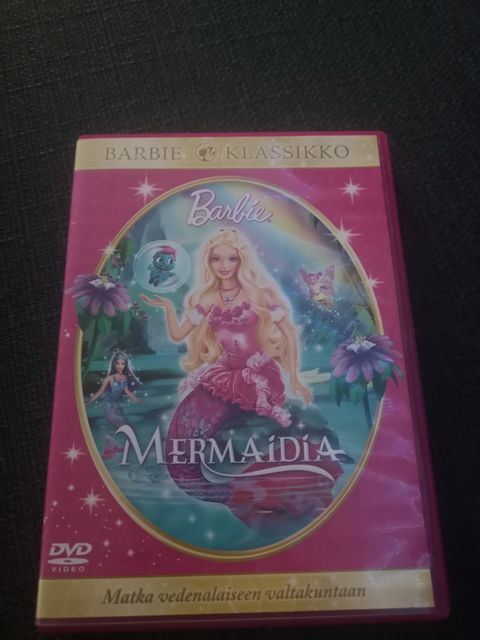 BARBIE KLASSIKKO
Barbie
MERMAiDiA
DVD
VIDEO
Matka vedenalaiseen valtakuntaan